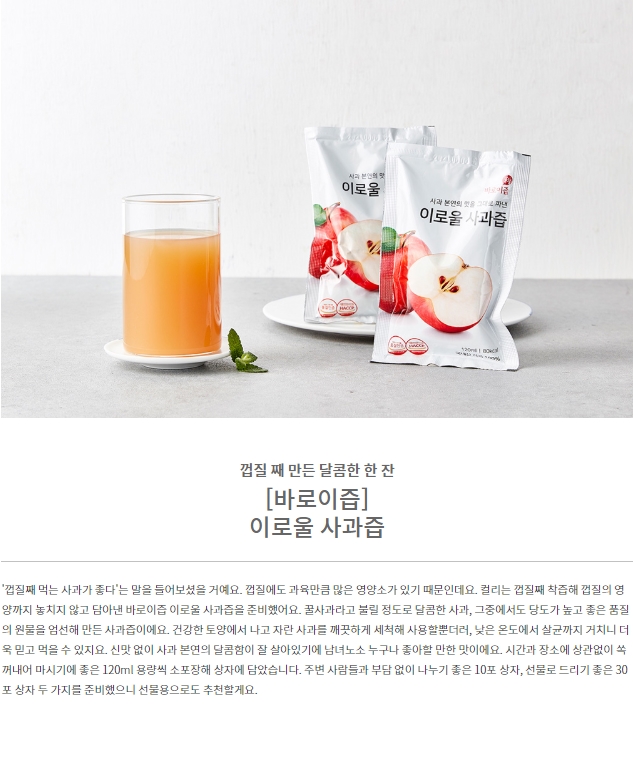 사과 본연의 맛
이로울
바로이즙
사과 본연의 맛을 그대로 짜낸
이로울 사과즙
HACCP
HACCP
120ml
껍질 째 만든 달콤한 한 잔
[바로이즙]
이로울 사과즙
'껍질째 먹는 사과가 좋다'는 말을 들어보셨을 거예요. 껍질에도 과육만큼 많은 영양소가 있기 때문인데요. 컬리는 껍질째 착즙해 껍질의 영
양까지 놓치지 않고 담아낸 바로이즙 이로울 사과즙을 준비했어요. 꿀사과라고 불릴 정도로 달콤한 사과, 그중에서도 당도가 높고 좋은 품질
의 원물을 엄선해 만든 사과즙이에요. 건강한 토양에서 나고 자란 사과를 깨끗하게 세척해 사용할뿐더러, 낮은 온도에서 살균까지 거치니 더
욱 믿고 먹을 수 있지요. 신맛 없이 사과 본연의 달콤함이 잘 살아있기에 남녀노소 누구나 좋아할 만한 맛이에요. 시간과 장소에 상관없이 쏙
꺼내어 마시기에 좋은 120ml 용량씩 소포장해 상자에 담았습니다. 주변 사람들과 부담 없이 나누기 좋은 10포 상자, 선물로 드리기 좋은 30
포 상자 두 가지를 준비했으니 선물용으로도 추천할게요.